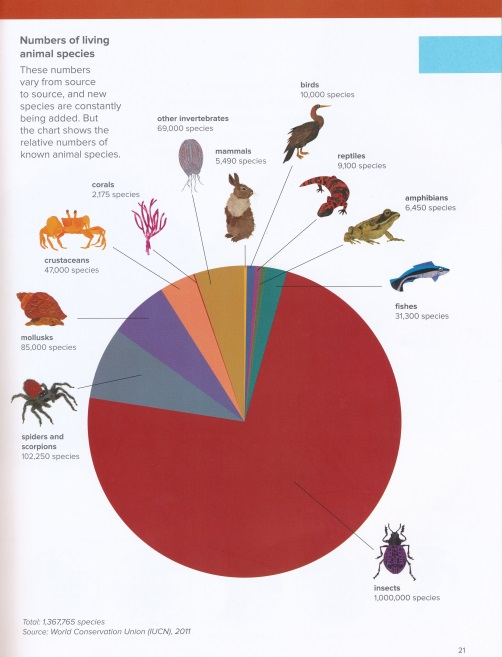 Numbers of living
animal species
These numbers
vary from source
to source, and new
species are constantly
being added. But
the chart shows the
relative numbers of
known animal species.
birds
10,000 species
other invertebrates
69,000 species
mammals
5,490 species
reptiles
9,100 species
corals
2,175 species
amphibians
6,450 species
crustaceans
47,000 species
fishes
31,300 species
mollusks
85,000 species
spiders and
scorpions
102,250 species
insects
1,000,000 species
Total: 1,367,765 species
Source: World Conservation Union (IUCN), 2011
21